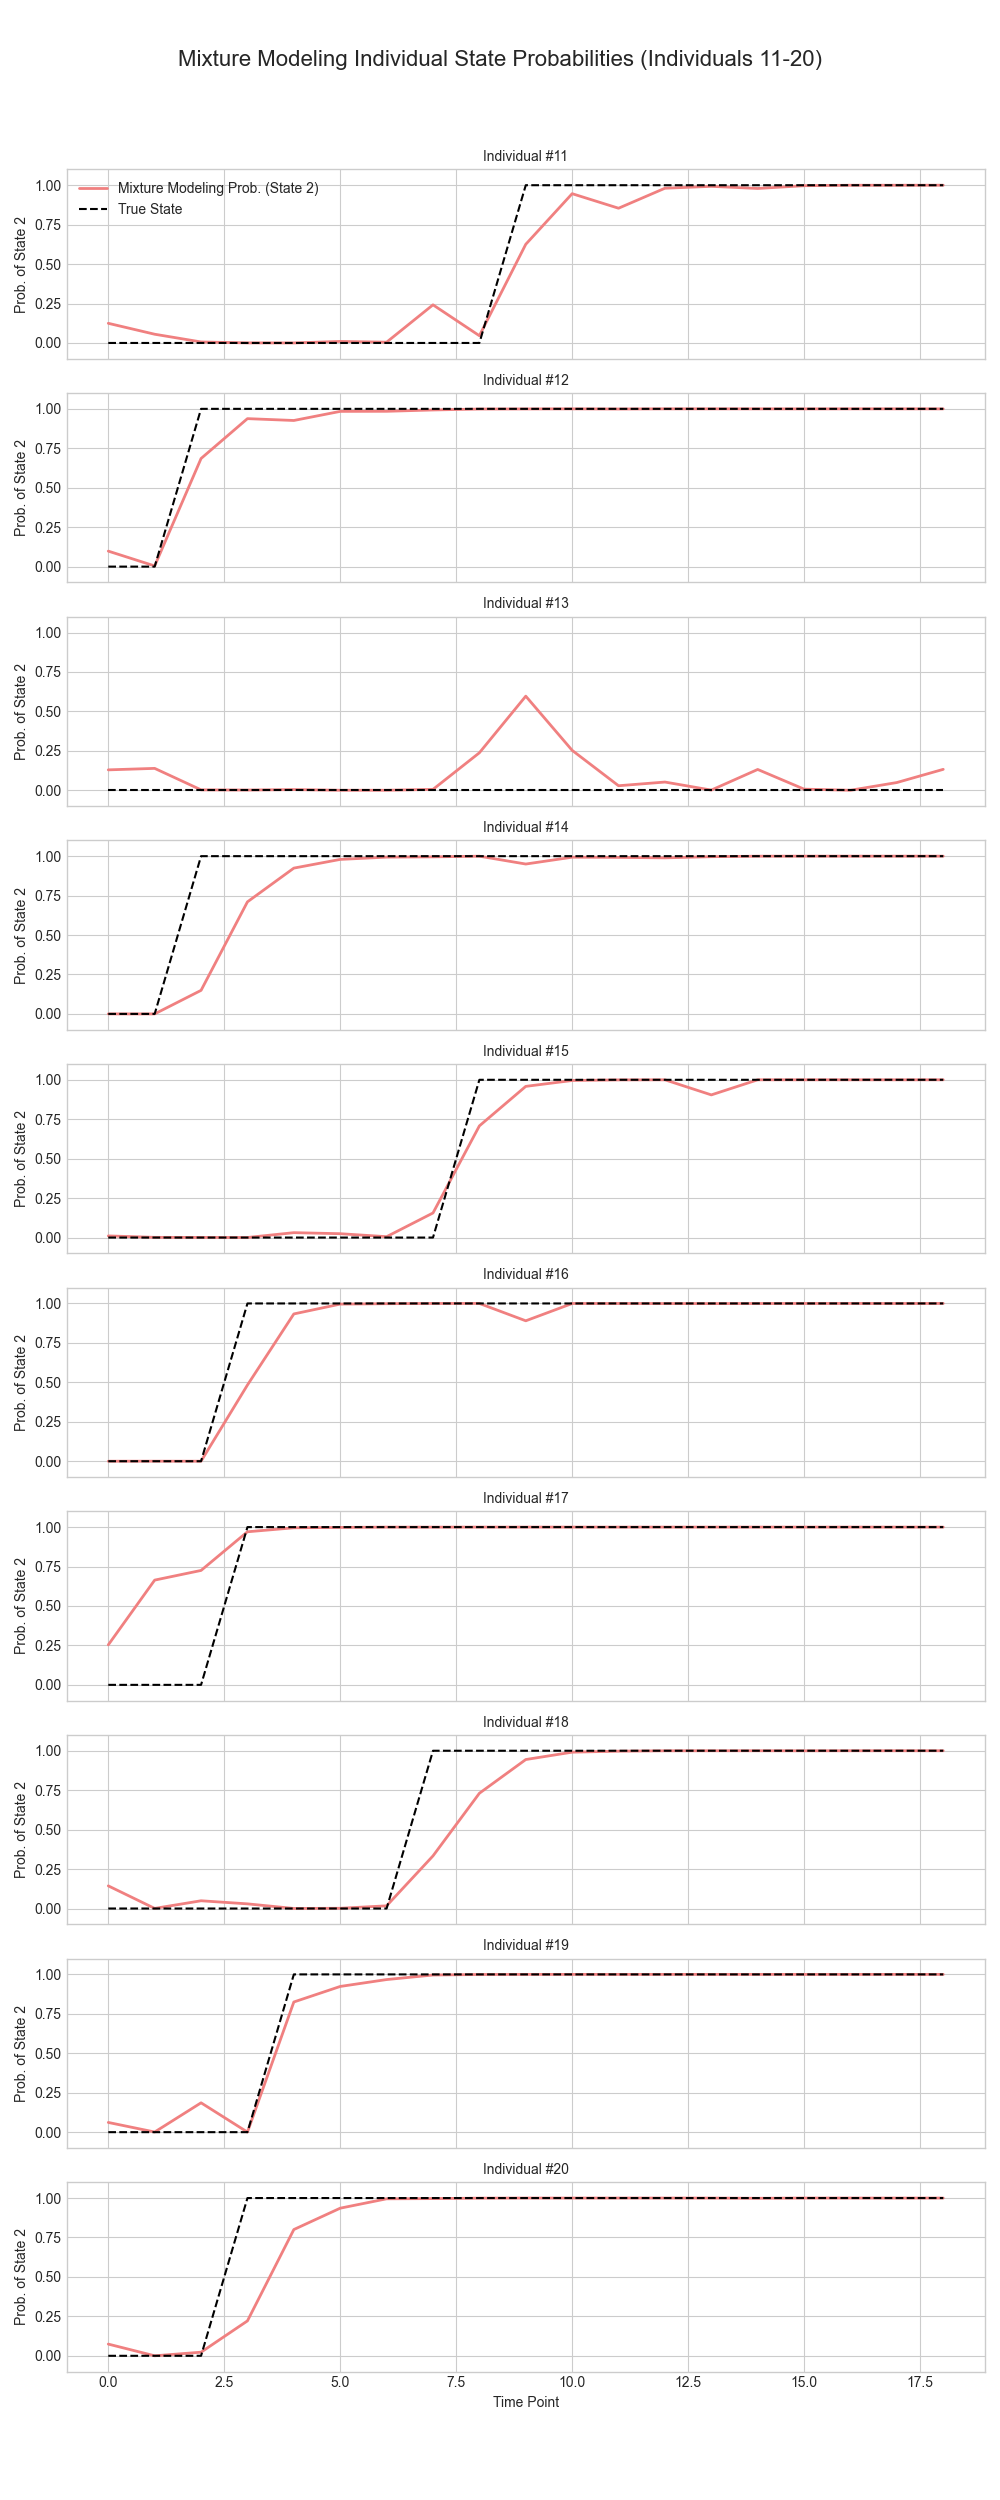 Mixture Modeling Individual State Probabilities (Individuals 11-20)
Individual #11
Mixture Modeling Prob. (State 2)
True State
1.00
0.75
0.50
0.25
0.00
Prob. of State 2
Individual #12
1.00
0.75
0.50
0.25
0.00
Prob. of State 2
Individual #13
1.00
0.75
0.50
0.25
0.00
Prob. of State 2
Individual #14
1.00
0.75
0.50
0.25
0.00
Prob. of State 2
Individual #15
1.00
0.75
0.50
0.25
0.00
Prob. of State 2
Individual #16
1.00
0.75
0.50
0.25
0.00
Prob. of State 2
Individual #17
1.00
0.75
0.50
0.25
0.00
Prob. of State 2
Individual #18
1.00
0.75
0.50
0.25
0.00
Prob. of State 2
Individual #19
1.00
0.75
0.50
0.25
0.00
Prob. of State 2
Individual #20
1.00
0.75
0.50
0.25
0.00
Prob. of State 2
0.0 2.5 5.0 7.5 10.0 12.5 15.0 17.5
Time Point